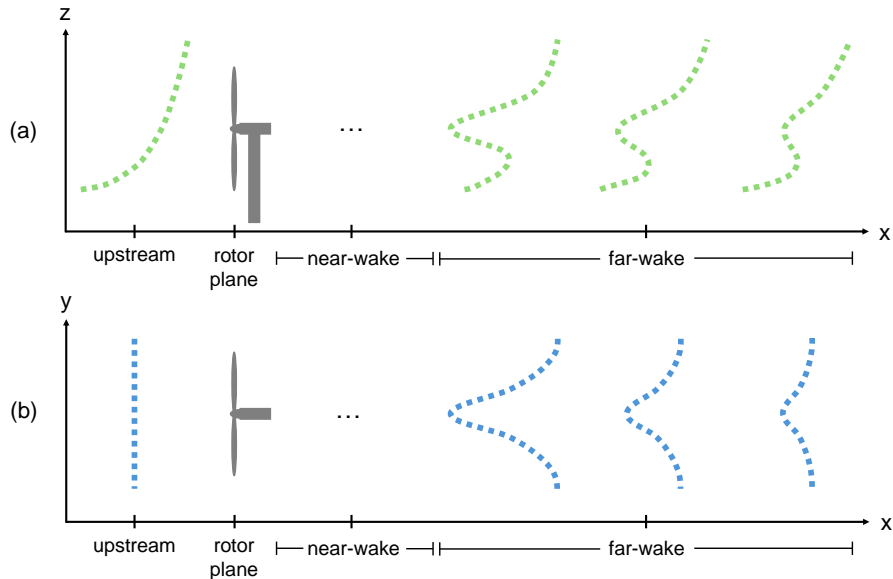 z
(a)
...
x
upstream
rotor
plane
near-wake
far-wake
y
(b)
...
x
upstream
rotor
plane
near-wake
far-wake